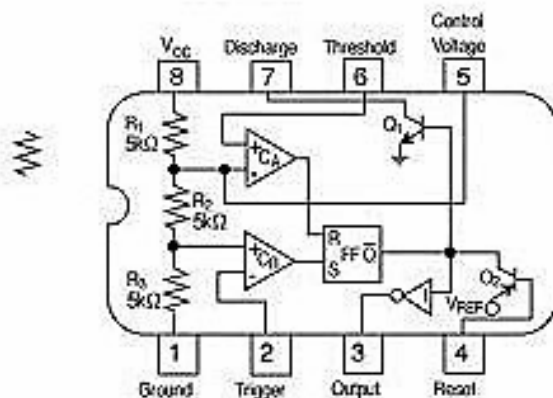 Vcc
Discharge
Threshold
Control
Voltage
8
7
6
5
R1
5kΩ
Q1
+
CA
-
R2
5kΩ
+
CB
-
R
FF Q̅
S
Q2
R3
5kΩ
VREF
1
2
3
4
Ground
Trigger
Output
Reset